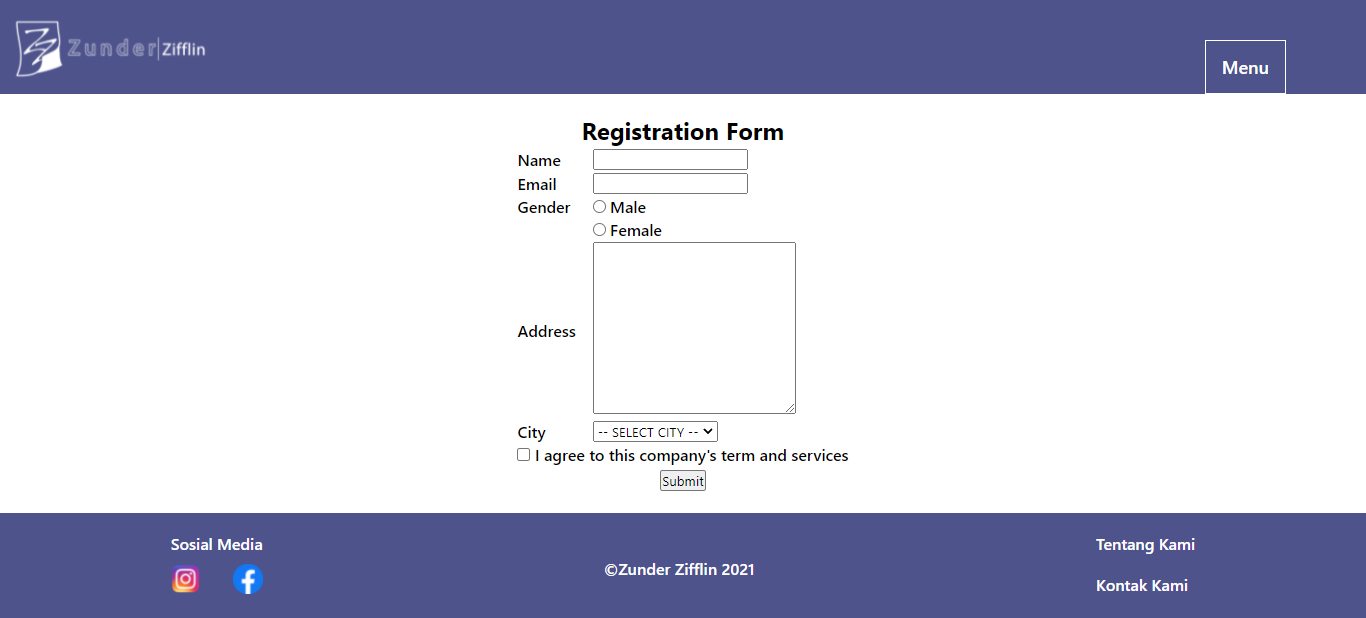 Zunder|Zifflin
Menu
Registration Form
Name
Email
Gender
Male
Female
Address
City
-- SELECT CITY --
I agree to this company's term and services
Submit
Sosial Media
©Zunder Zifflin 2021
Tentang Kami
Kontak Kami